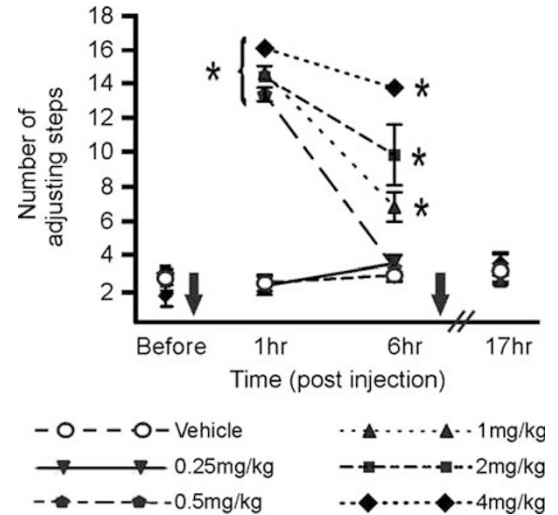 18
16
14
12
10
8
6
4
2
Number of
adjusting steps
*
*
*
*
Before
1hr
6hr
17hr
Time (post injection)
Vehicle
0.25mg/kg
0.5mg/kg
1mg/kg
2mg/kg
4mg/kg